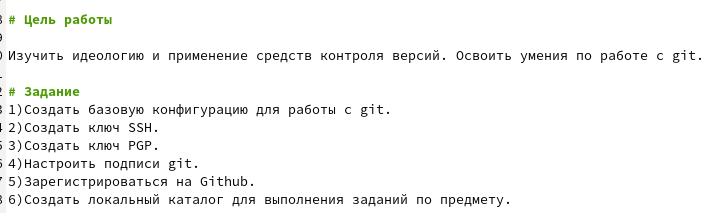 # Цель работы
Изучить идеологию и применение средств контроля версий. Освоить умения по работе с git.
# Задание
1)Создать базовую конфигурацию для работы с git.
2)Создать ключ SSH.
3)Создать ключ PGP.
4)Настроить подписи git.
5)Зарегистрироваться на Github.
6)Создать локальный каталог для выполнения заданий по предмету.